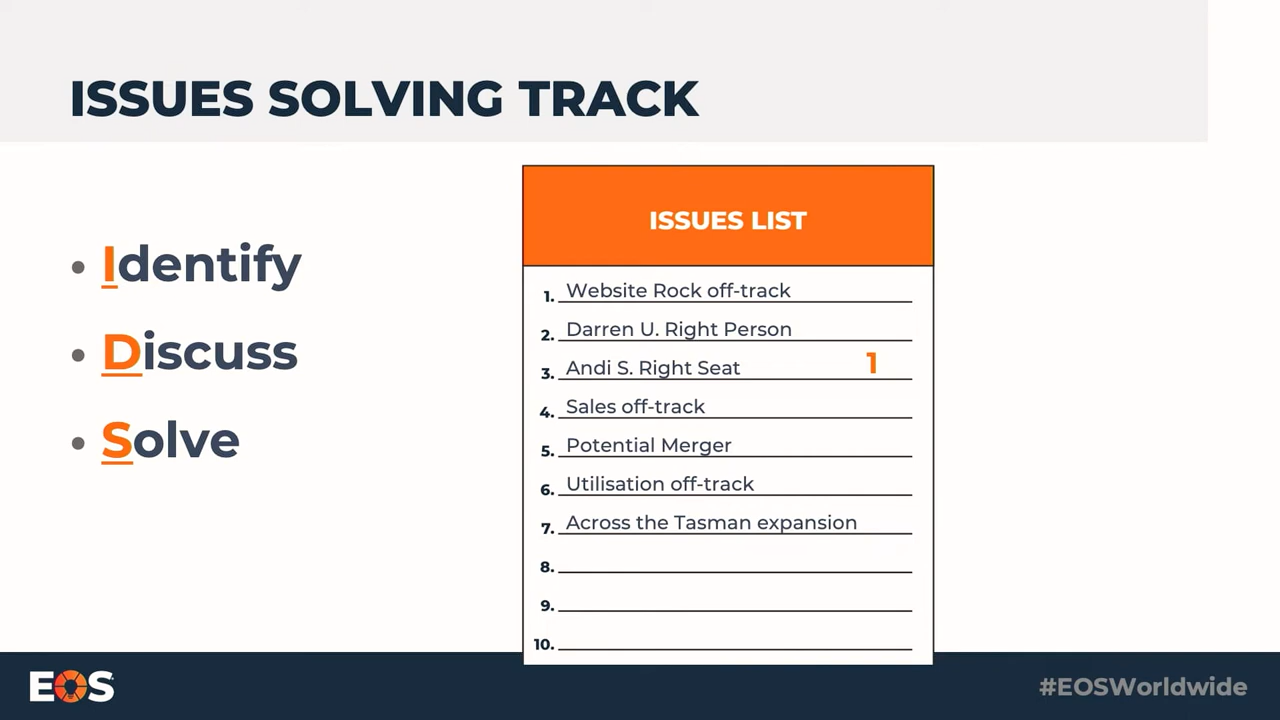 ISSUES SOLVING TRACK
• Identify
• Discuss
• Solve
ISSUES LIST
1. Website Rock off-track
2. Darren U. Right Person
3. Andi S. Right Seat 1
4. Sales off-track
5. Potential Merger
6. Utilisation off-track
7. Across the Tasman expansion
8.
9.
10.
EOS
#EOSWorldwide